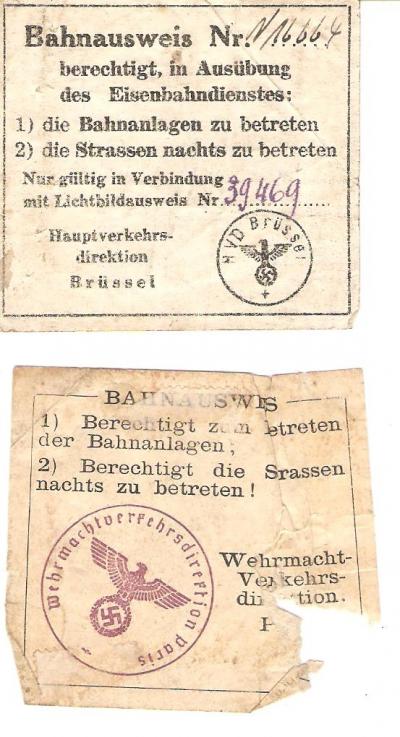 Bahnausweis Nr. N 16664
berechtigt, in Ausübung
des Eisenbahndienstes:
1) die Bahnanlagen zu betreten
2) die Strassen nachts zu betreten
Nur gültig in Verbindung
mit Lichtbildausweis Nr. 39469
Hauptverkehrs-
direktion
Brüssel
HVD Brüssel
BAHNAUSWIS
1) Berechtigt zum betreten
der Bahnanlagen;
2) Berechtigt die Srassen
nachts zu betreten!
Wehrmachtverkehrsdirektion Paris
Wehrmacht-
Verkehrs-
direktion.
P